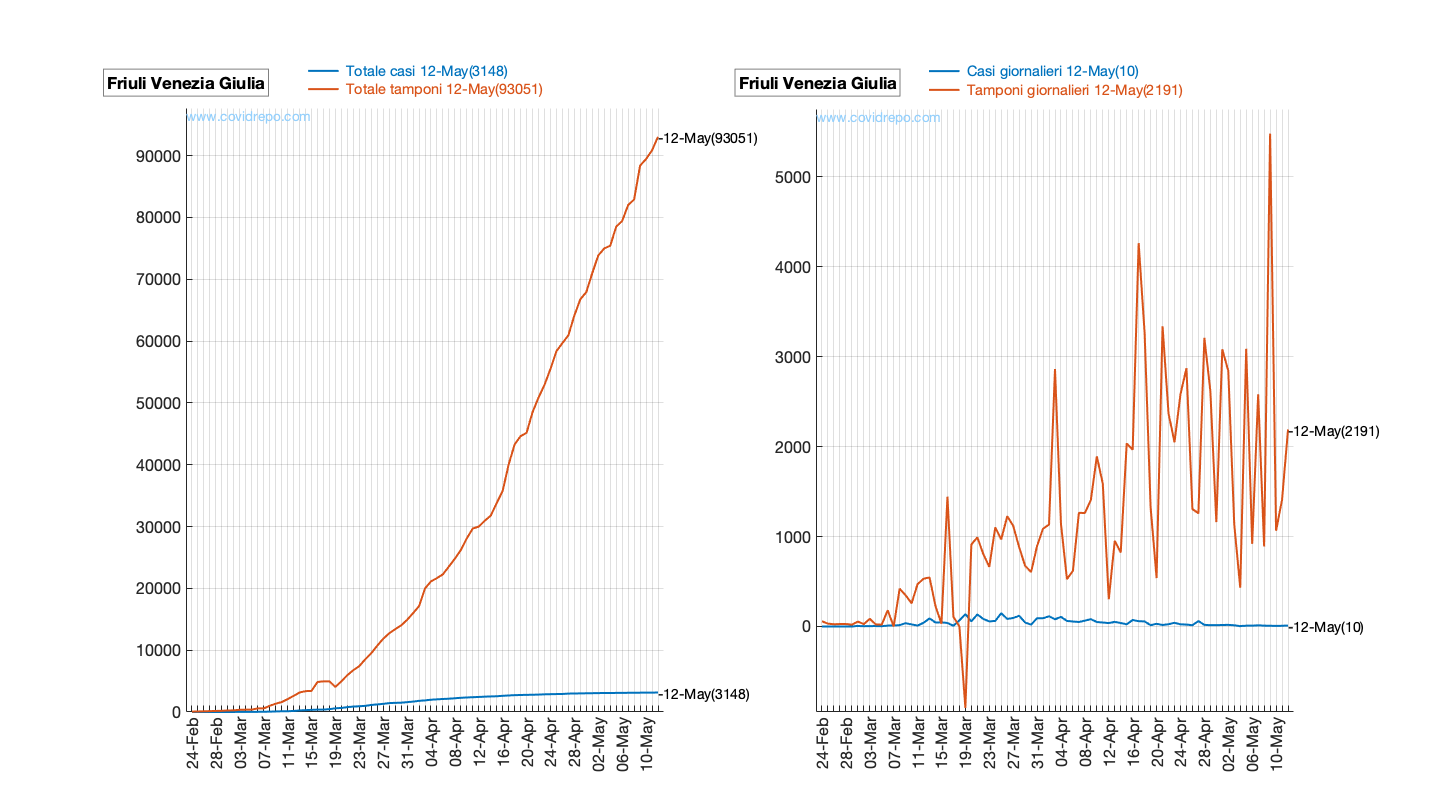 Friuli Venezia Giulia
Totale casi 12-May(3148)
Totale tamponi 12-May(93051)
www.covidrepo.com
12-May(93051)
90000
80000
70000
60000
50000
40000
30000
20000
10000
0
12-May(3148)
24-Feb
28-Feb
03-Mar
07-Mar
11-Mar
15-Mar
19-Mar
23-Mar
27-Mar
31-Mar
04-Apr
08-Apr
12-Apr
16-Apr
20-Apr
24-Apr
28-Apr
02-May
06-May
10-May
Friuli Venezia Giulia
Casi giornalieri 12-May(10)
Tamponi giornalieri 12-May(2191)
www.covidrepo.com
5000
4000
3000
2000
1000
0
12-May(2191)
12-May(10)
24-Feb
28-Feb
03-Mar
07-Mar
11-Mar
15-Mar
19-Mar
23-Mar
27-Mar
31-Mar
04-Apr
08-Apr
12-Apr
16-Apr
20-Apr
24-Apr
28-Apr
02-May
06-May
10-May